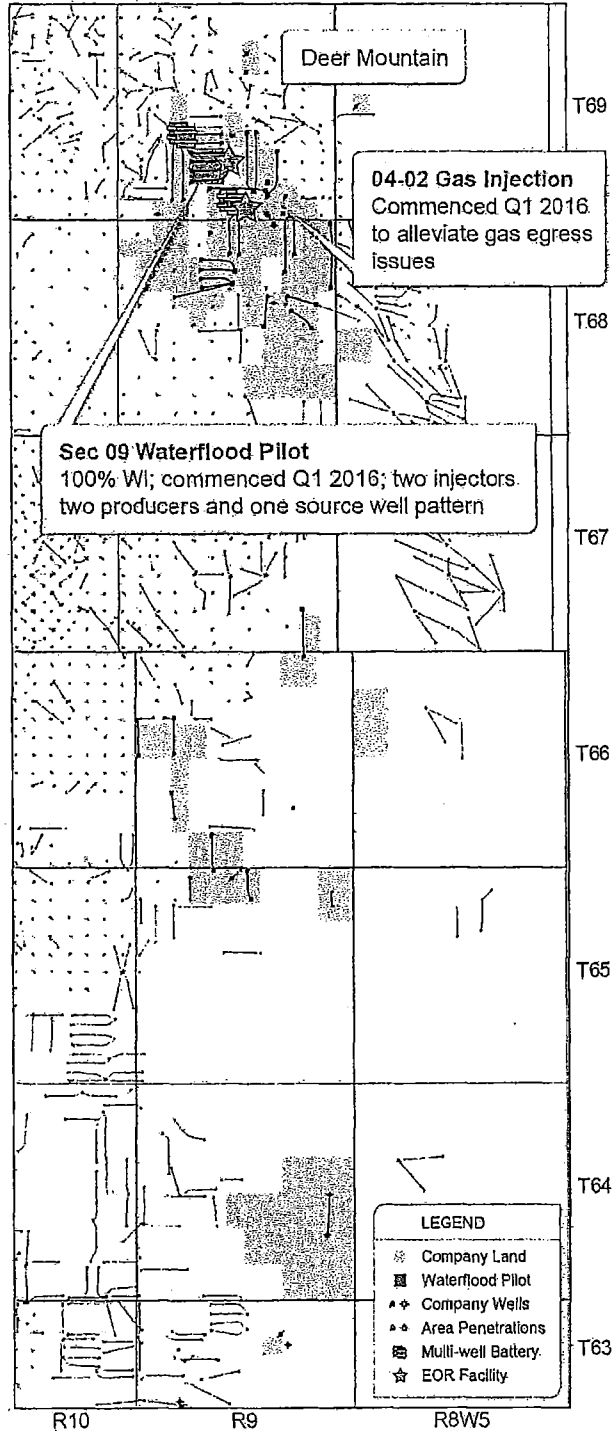 Deer Mountain
T69
04-02 Gas Injection
Commenced Q1 2016
to alleviate gas egress
issues
T68
Sec 09 Waterflood Pilot
100% WI; commenced Q1 2016; two injectors
two producers and one source well pattern
T67
T66
T65
T64
LEGEND
Company Land
Waterflood Pilot
Company Wells
Area Penetrations
Multi-well Battery
EOR Facility
T63
R10
R9
R8W5